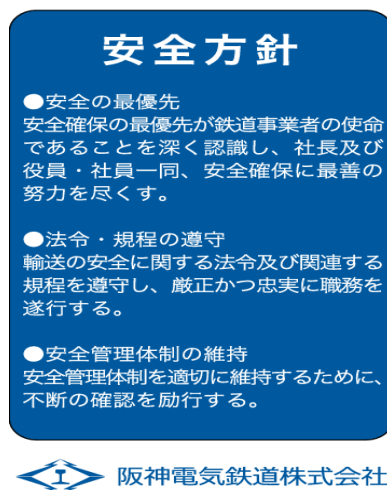 安全方針
●安全の最優先
安全確保の最優先が鉄道事業者の使命
であることを深く認識し、社長及び
役員・社員一同、安全確保に最善の
努力を尽くす。
●法令・規程の遵守
輸送の安全に関する法令及び関連する
規程を遵守し、厳正かつ忠実に職務を
遂行する。
●安全管理体制の維持
安全管理体制を適切に維持するために、
不断の確認を励行する。
阪神電気鉄道株式会社